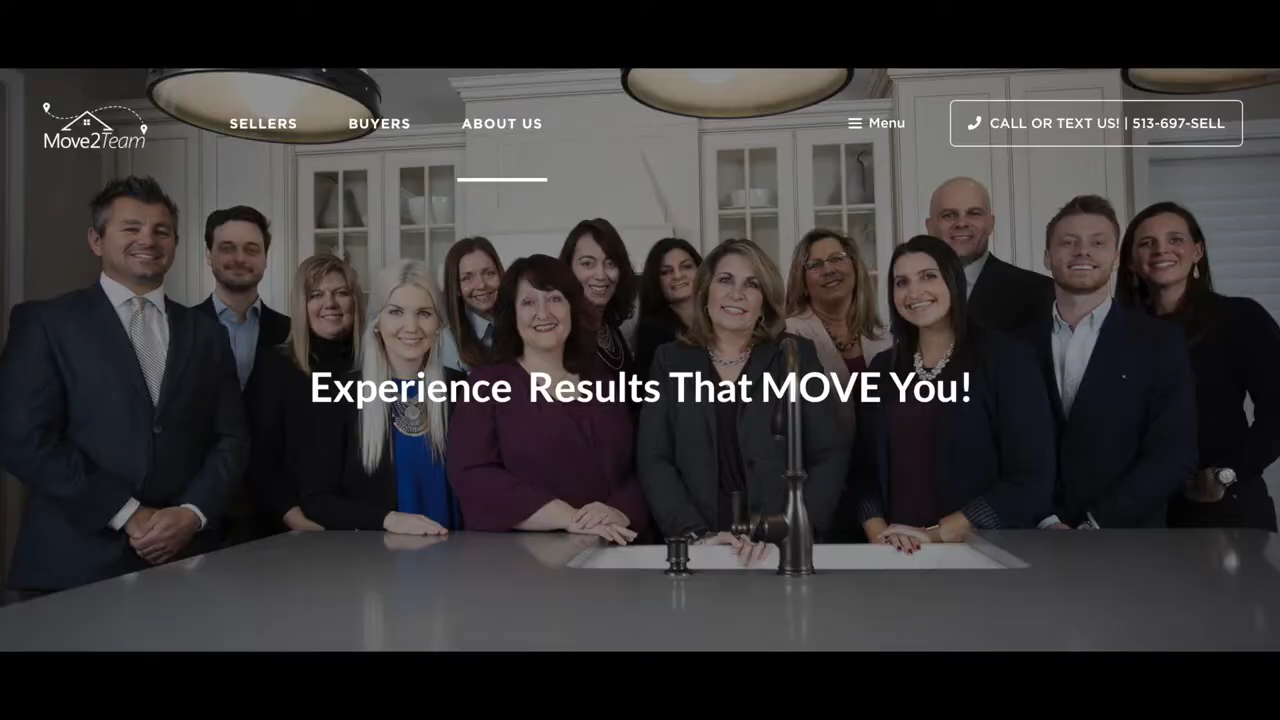 SELLERS
BUYERS
ABOUT US
Menu
CALL OR TEXT US! | 513-697-SELL
Move2Team
Experience Results That MOVE You!